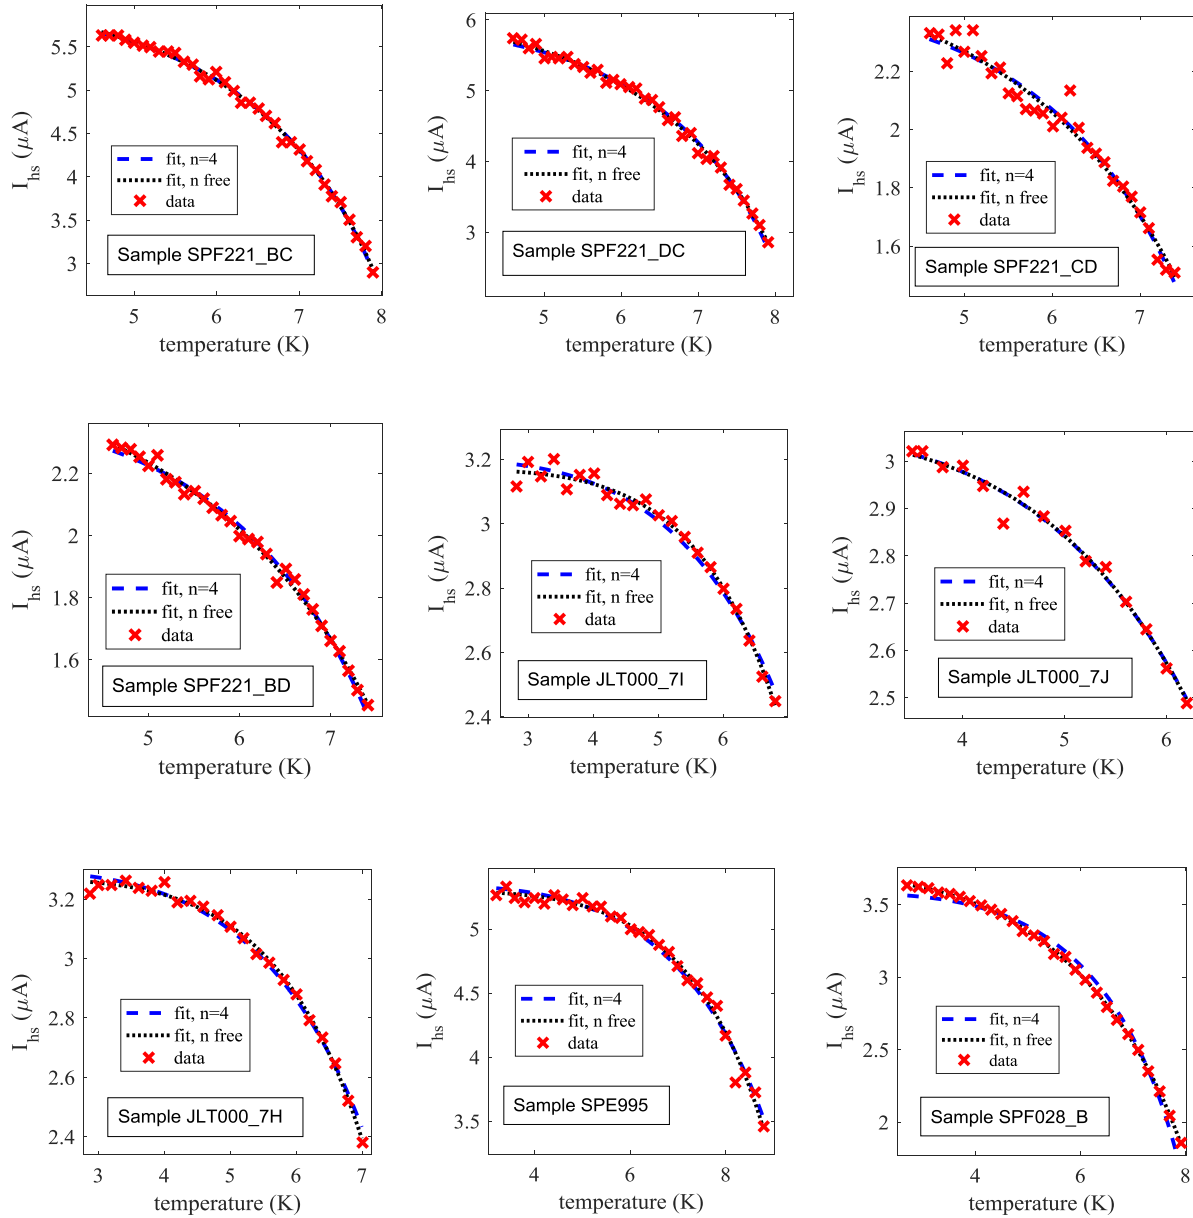 I_hs (μA)
5.5
5
4.5
4
3.5
3
fit, n=4
fit, n free
data
Sample SPF221_BC
5 6 7 8
temperature (K)
I_hs (μA)
6
5
4
3
fit, n=4
fit, n free
data
Sample SPF221_DC
5 6 7 8
temperature (K)
I_hs (μA)
2.2
2
1.8
1.6
fit, n=4
fit, n free
data
Sample SPF221_CD
5 6 7
temperature (K)
I_hs (μA)
2.2
2
1.8
1.6
fit, n=4
fit, n free
data
Sample SPF221_BD
5 6 7
temperature (K)
I_hs (μA)
3.2
3
2.8
2.6
2.4
fit, n=4
fit, n free
data
Sample JLT000_7I
3 4 5 6
temperature (K)
I_hs (μA)
3
2.9
2.8
2.7
2.6
2.5
fit, n=4
fit, n free
data
Sample JLT000_7J
4 5 6
temperature (K)
I_hs (μA)
3.2
3
2.8
2.6
2.4
fit, n=4
fit, n free
data
Sample JLT000_7H
3 4 5 6 7
temperature (K)
I_hs (μA)
5
4.5
4
3.5
fit, n=4
fit, n free
data
Sample SPE995
4 6 8
temperature (K)
I_hs (μA)
3.5
3
2.5
2
fit, n=4
fit, n free
data
Sample SPF028_B
4 6 8
temperature (K)